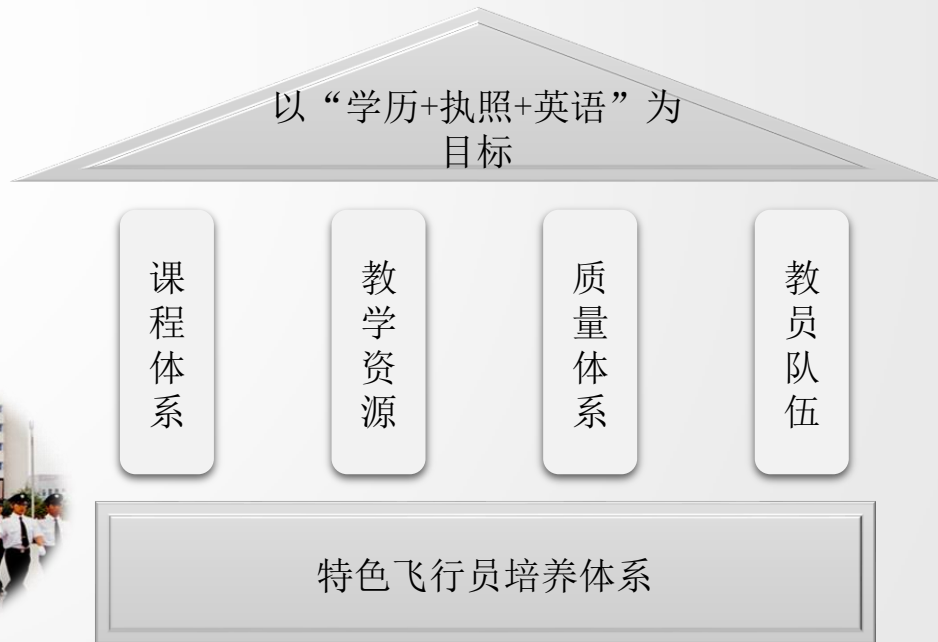 以“学历+执照+英语”为
目标
课程体系
教学资源
质量体系
教员队伍
特色飞行员培养体系